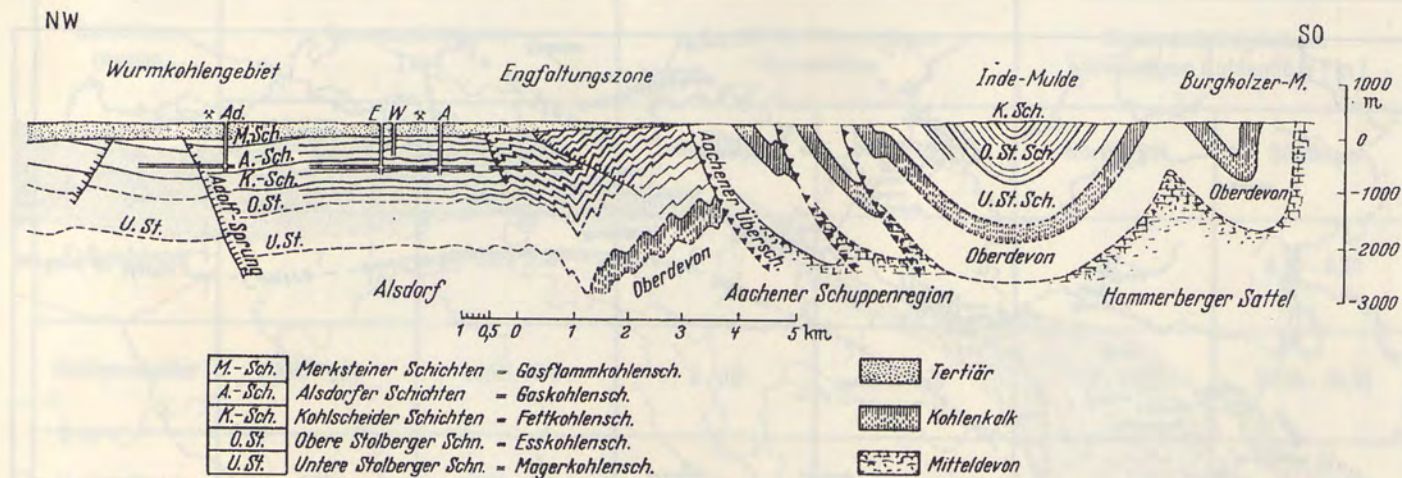 NW
SO
Wurmkohlengebiet
Engfaltungszone
Inde-Mulde
Burgholzer-M.
K. Sch.
1000
m
0
-1000
-2000
-3000
Ad.
E W A
M.-Sch.
A.-Sch.
K.-Sch.
O. St.
U. St.
Adolf-Sprung
U. St.
Aachener Übersch.
O. St. Sch.
U. St. Sch.
Oberdevon
Oberdevon
Oberdevon
Alsdorf
Aachener Schuppenregion
Hammerberger Sattel
1 0,5 0 1 2 3 4 5 km
M.-Sch. Merksteiner Schichten = Gasflammkohlensch.
A.-Sch. Alsdorfer Schichten = Gaskohlensch.
K.-Sch. Kohlscheider Schichten = Fettkohlensch.
O. St. Obere Stolberger Schn. = Esskohlensch.
U. St. Untere Stolberger Schn. = Magerkohlensch.
Tertiär
Kohlenkalk
Mitteldevon